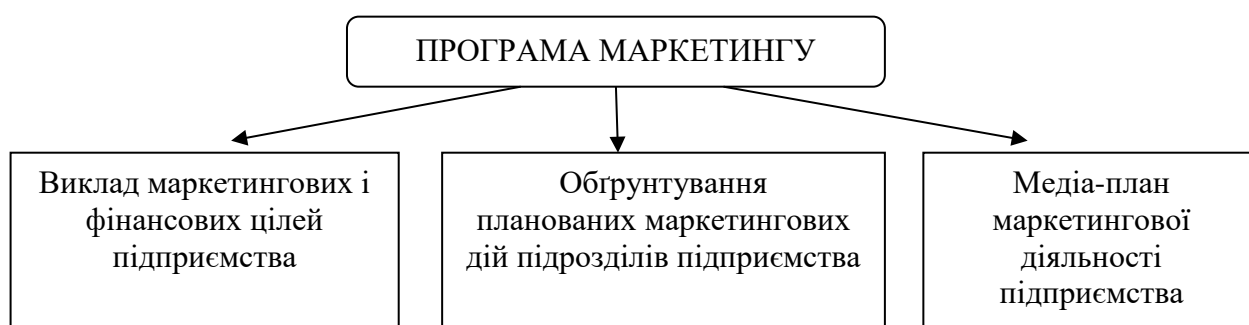 ПРОГРАМА МАРКЕТИНГУ
Виклад маркетингових і
фінансових цілей
підприємства
Обґрунтування
планованих маркетингових
дій підрозділів підприємства
Медіа-план
маркетингової
діяльності
підприємства